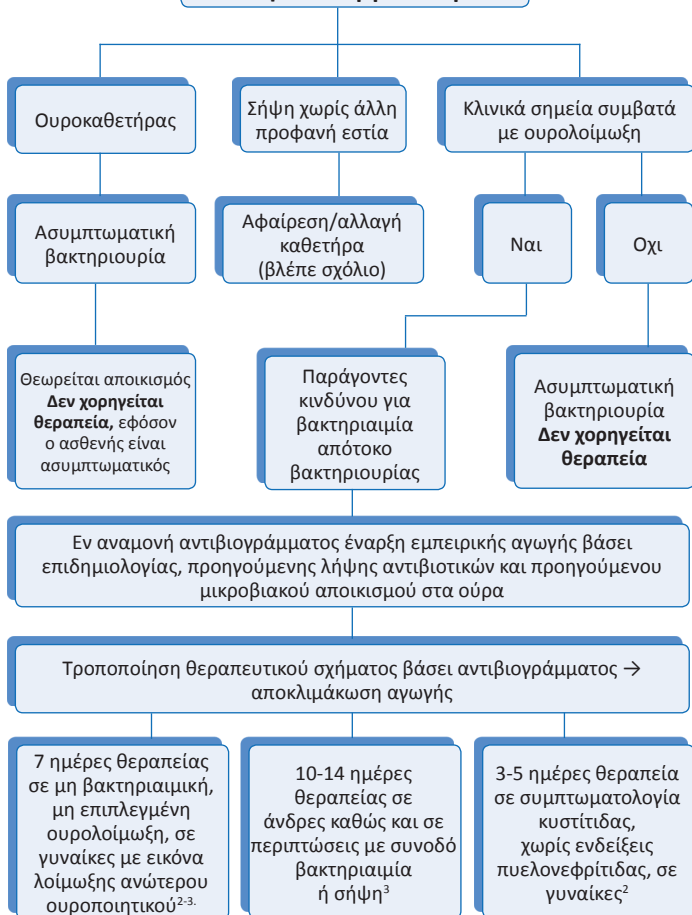 Ουροκαθετήρας
Σήψη χωρίς άλλη
προφανή εστία
Κλινικά σημεία συμβατά
με ουρολοίμωξη
Ασυμπτωματική
βακτηριουρία
Αφαίρεση/αλλαγή
καθετήρα
(βλέπε σχόλιο)
Ναι
Οχι
Θεωρείται αποικισμός
Δεν χορηγείται
θεραπεία, εφόσον
ο ασθενής είναι
ασυμπτωματικός
Παράγοντες
κινδύνου για
βακτηριαιμία
απότοκο
βακτηριουρίας
Ασυμπτωματική
βακτηριουρία
Δεν χορηγείται
θεραπεία
Εν αναμονή αντιβιογράμματος έναρξη εμπειρικής αγωγής βάσει
επιδημιολογίας, προηγούμενης λήψης αντιβιοτικών και προηγούμενου
μικροβιακού αποικισμού στα ούρα
Τροποποίηση θεραπευτικού σχήματος βάσει αντιβιογράμματος →
αποκλιμάκωση αγωγής
7 ημέρες θεραπείας
σε μη βακτηριαιμική,
μη επιπλεγμένη
ουρολοίμωξη, σε
γυναίκες με εικόνα
λοίμωξης ανώτερου
ουροποιητικού2-3.
10-14 ημέρες
θεραπείας σε
άνδρες καθώς και σε
περιπτώσεις με συνοδό
βακτηριαιμία
ή σήψη3
3-5 ημέρες θεραπεία
σε συμπτωματολογία
κυστίτιδας,
χωρίς ενδείξεις
πυελονεφρίτιδας, σε
γυναίκες2